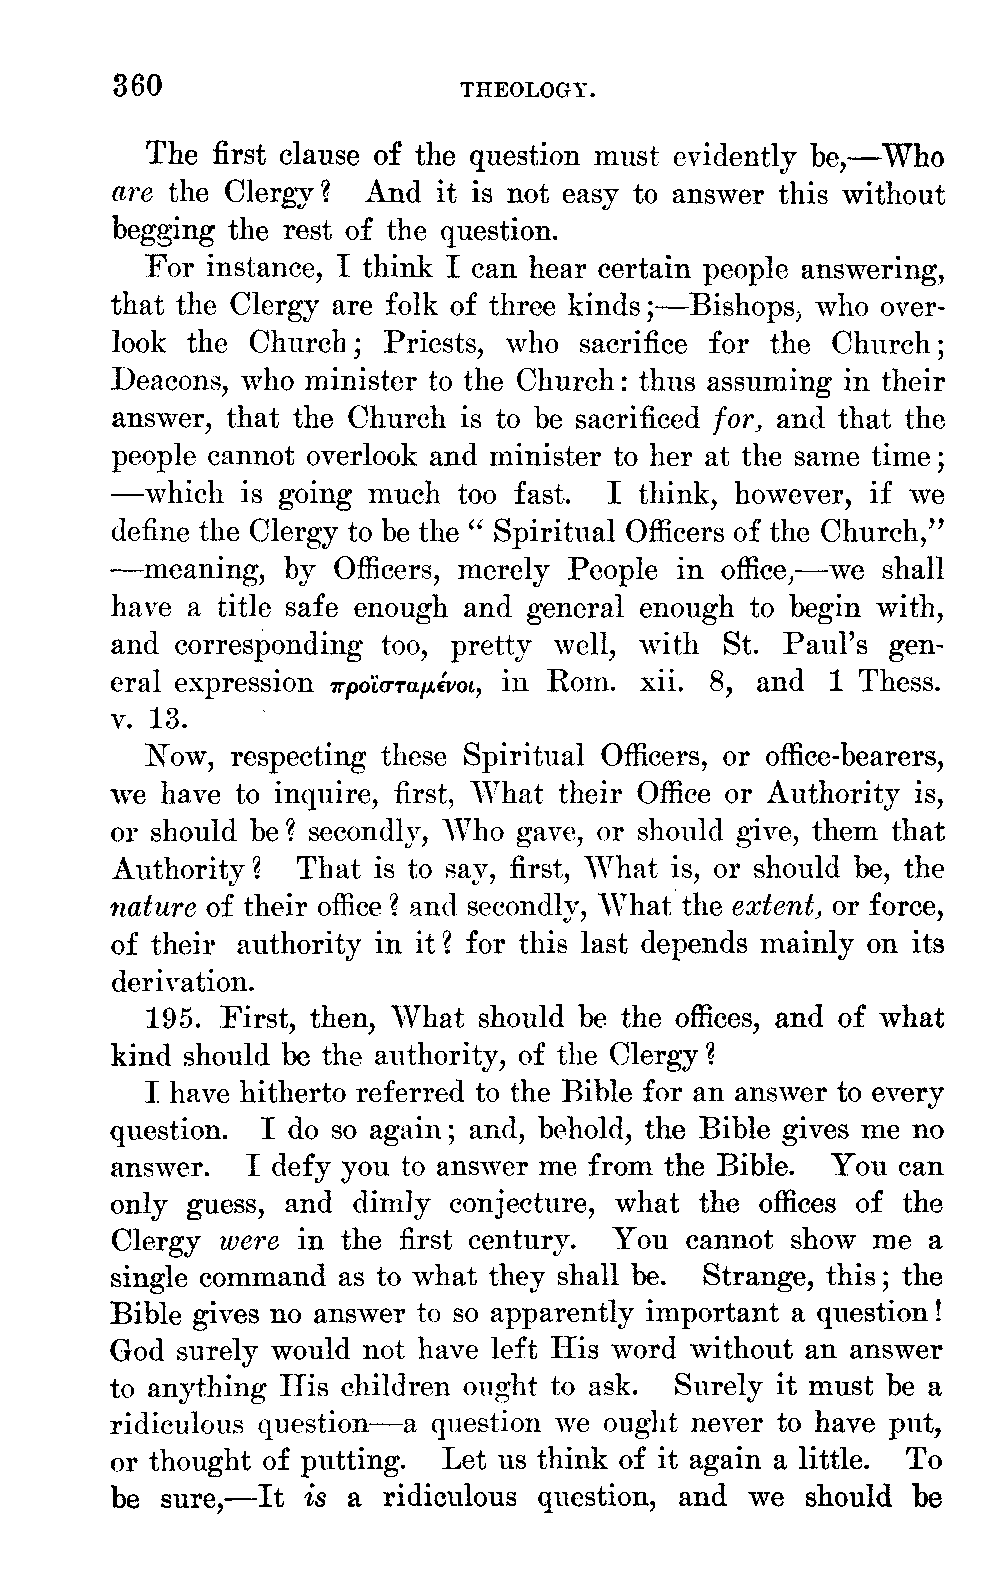 360 THEOLOGY.
The first clause of the question must evidently be,—Who
are the Clergy? And it is not easy to answer this without
begging the rest of the question.
For instance, I think I can hear certain people answering,
that the Clergy are folk of three kinds;—Bishops, who over-
look the Church; Priests, who sacrifice for the Church;
Deacons, who minister to the Church: thus assuming in their
answer, that the Church is to be sacrificed for, and that the
people cannot overlook and minister to her at the same time;
—which is going much too fast. I think, however, if we
define the Clergy to be the “ Spiritual Officers of the Church,”
—meaning, by Officers, merely People in office,—we shall
have a title safe enough and general enough to begin with,
and corresponding too, pretty well, with St. Paul’s gen-
eral expression προϊσταμένοι, in Rom. xii. 8, and 1 Thess.
v. 13.
Now, respecting these Spiritual Officers, or office-bearers,
we have to inquire, first, What their Office or Authority is,
or should be? secondly, Who gave, or should give, them that
Authority? That is to say, first, What is, or should be, the
nature of their office? and secondly, What the extent, or force,
of their authority in it? for this last depends mainly on its
derivation.
195. First, then, What should be the offices, and of what
kind should be the authority, of the Clergy?
I have hitherto referred to the Bible for an answer to every
question. I do so again; and, behold, the Bible gives me no
answer. I defy you to answer me from the Bible. You can
only guess, and dimly conjecture, what the offices of the
Clergy were in the first century. You cannot show me a
single command as to what they shall be. Strange, this; the
Bible gives no answer to so apparently important a question!
God surely would not have left His word without an answer
to anything His children ought to ask. Surely it must be a
ridiculous question—a question we ought never to have put,
or thought of putting. Let us think of it again a little. To
be sure,—It is a ridiculous question, and we should be